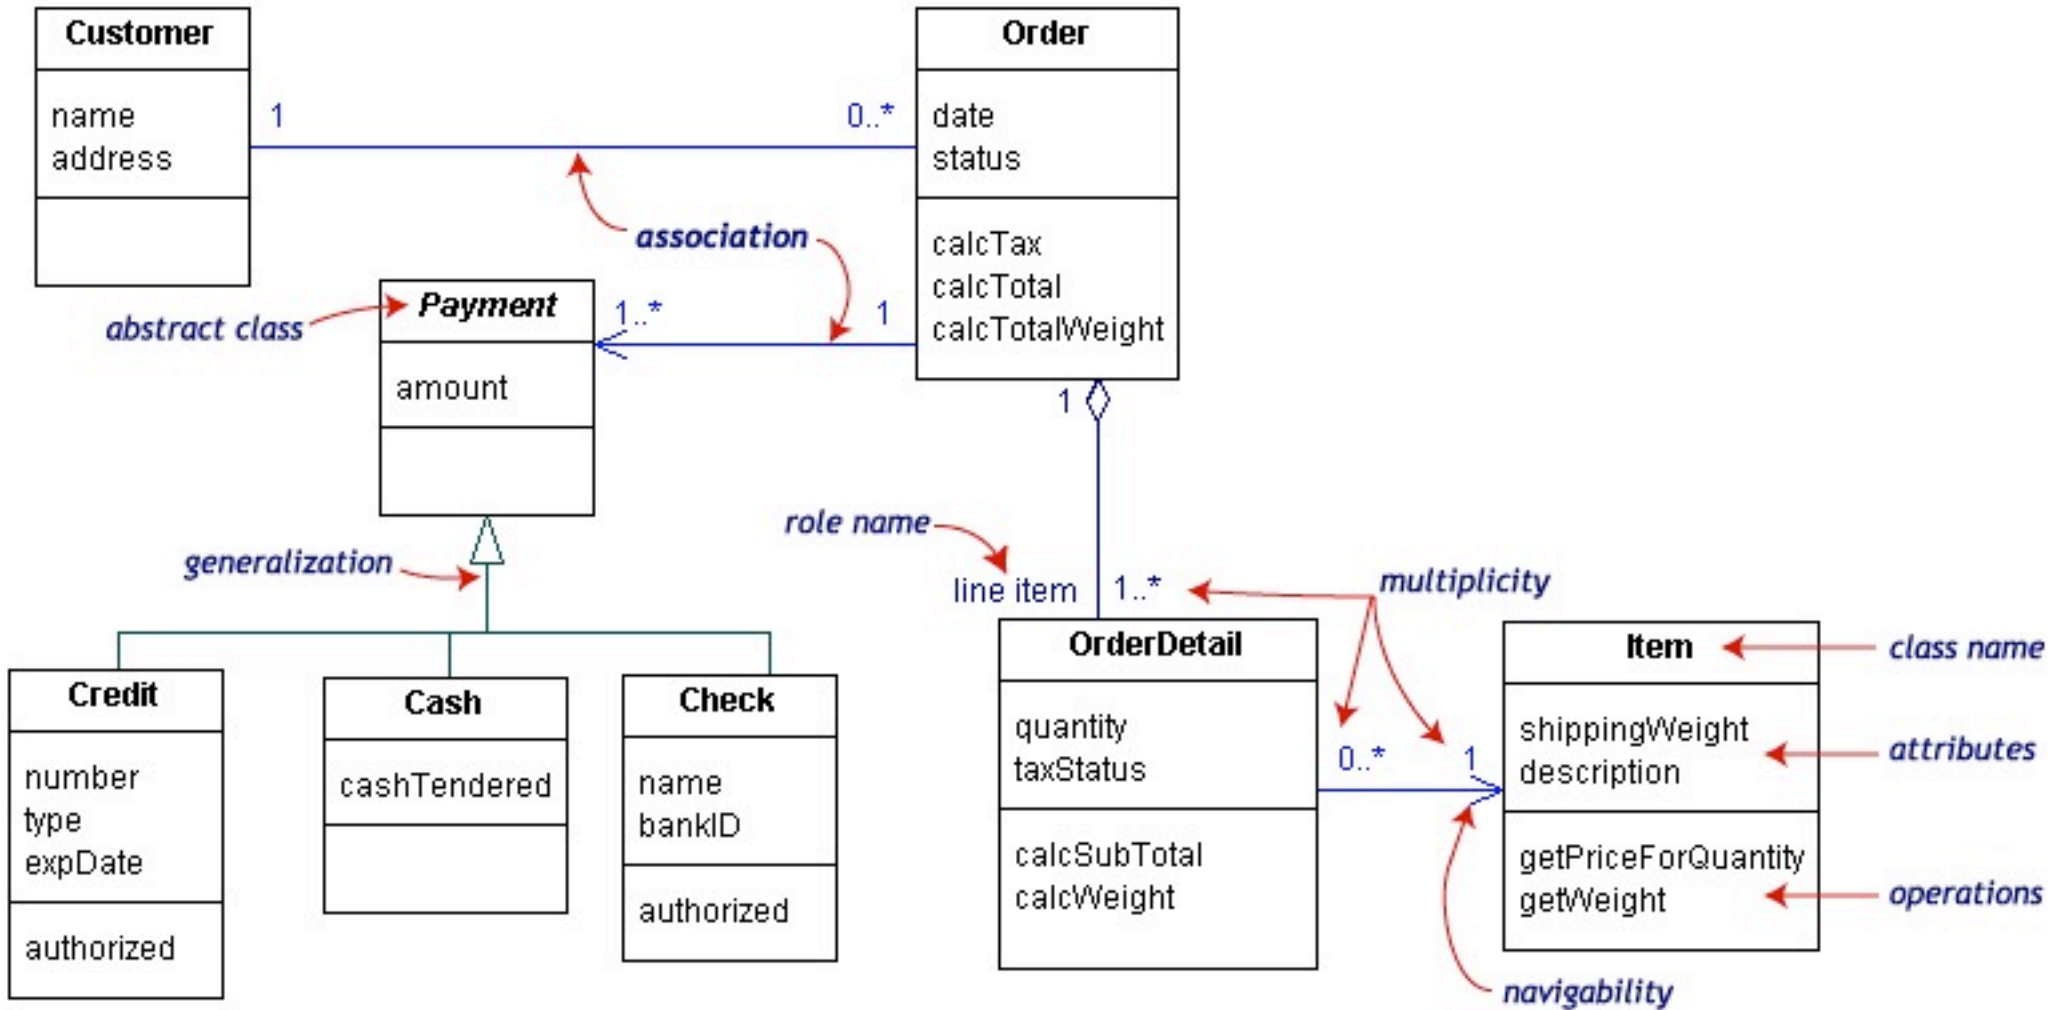 Customer
name
address
1
0..*
Order
date
status
calcTax
calcTotal
calcTotalWeight
association
abstract class
Payment
amount
1..*
1
1
generalization
role name
line item
1..*
multiplicity
Credit
number
type
expDate
authorized
Cash
cashTendered
Check
name
bankID
authorized
OrderDetail
quantity
taxStatus
calcSubTotal
calcWeight
0..*
1
Item
shippingWeight
description
getPriceForQuantity
getWeight
class name
attributes
operations
navigability